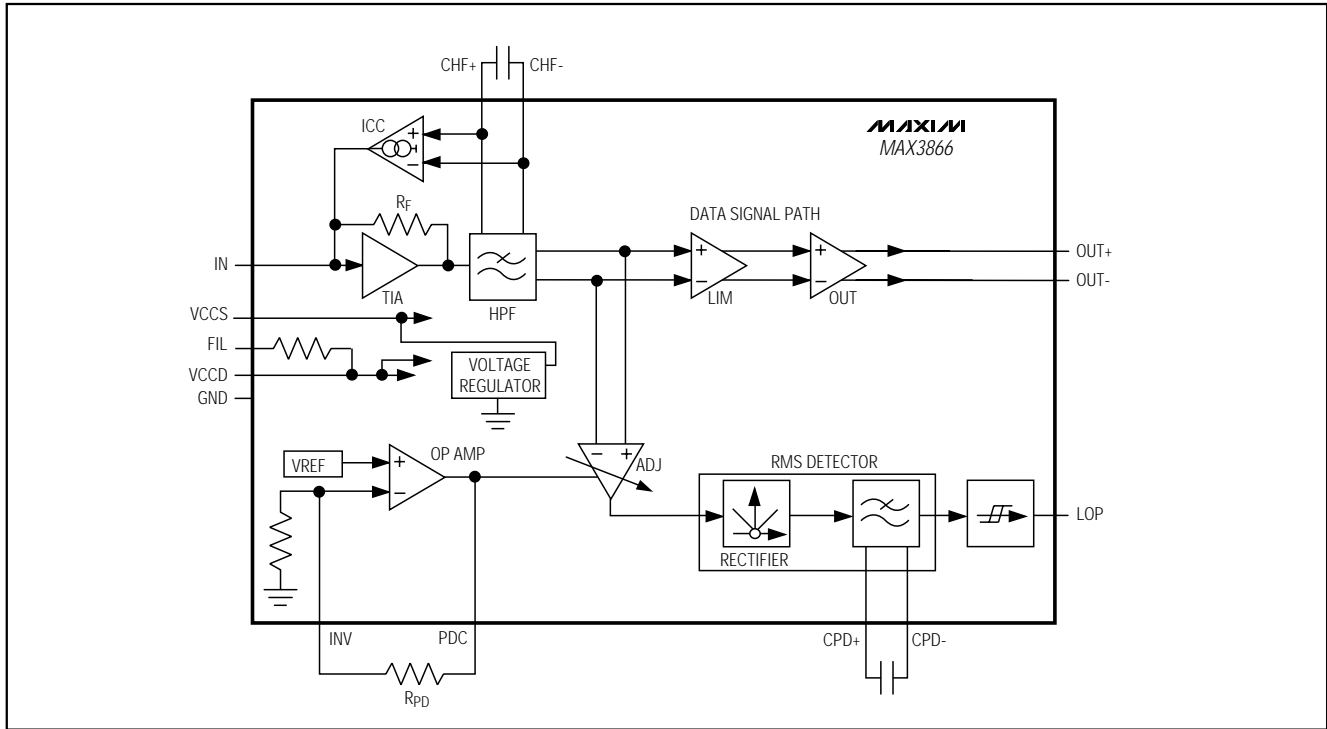 CHF+ CHF-
ICC
+
−
MAXIM
MAX3866
RF
DATA SIGNAL PATH
IN
TIA
HPF
+
−
LIM
+
−
OUT
OUT+
OUT-
VCCS
FIL
VCCD
GND
VOLTAGE
REGULATOR
OP AMP
VREF
+
−
− +
ADJ
RMS DETECTOR
RECTIFIER
LOP
INV PDC
CPD+ CPD-
RPD